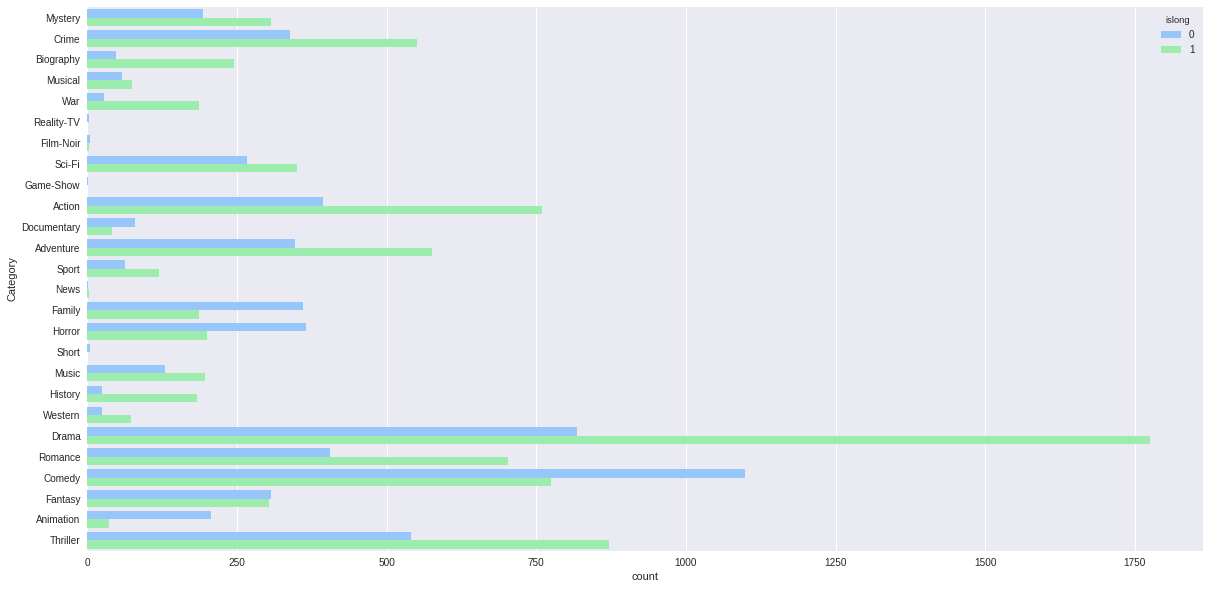 Mystery
Crime
Biography
Musical
War
Reality-TV
Film-Noir
Sci-Fi
Game-Show
Action
Documentary
Adventure
Sport
News
Family
Horror
Short
Music
History
Western
Drama
Romance
Comedy
Fantasy
Animation
Thriller
Category
islong
0
1
0 250 500 750 1000 1250 1500 1750
count